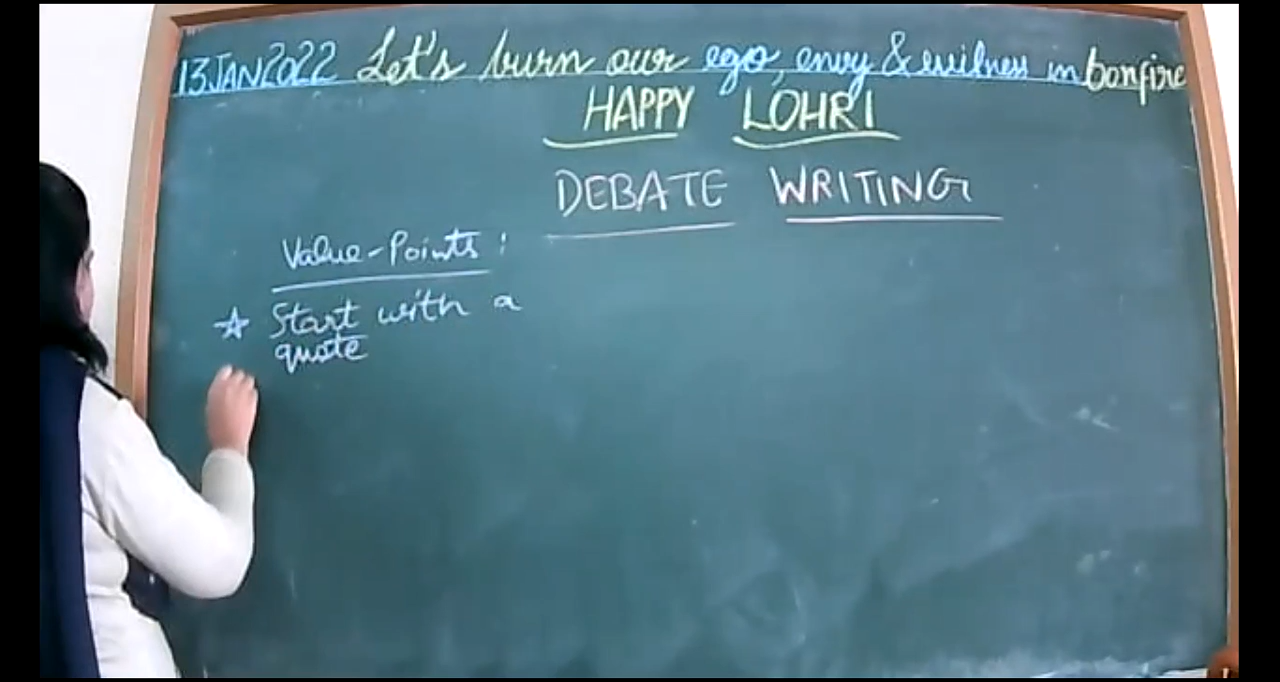 13JAN2022 Let's burn our ego, envy & evilness in bonfire
HAPPY LOHRI
DEBATE WRITING
Value-Points :
☆ Start with a
quote